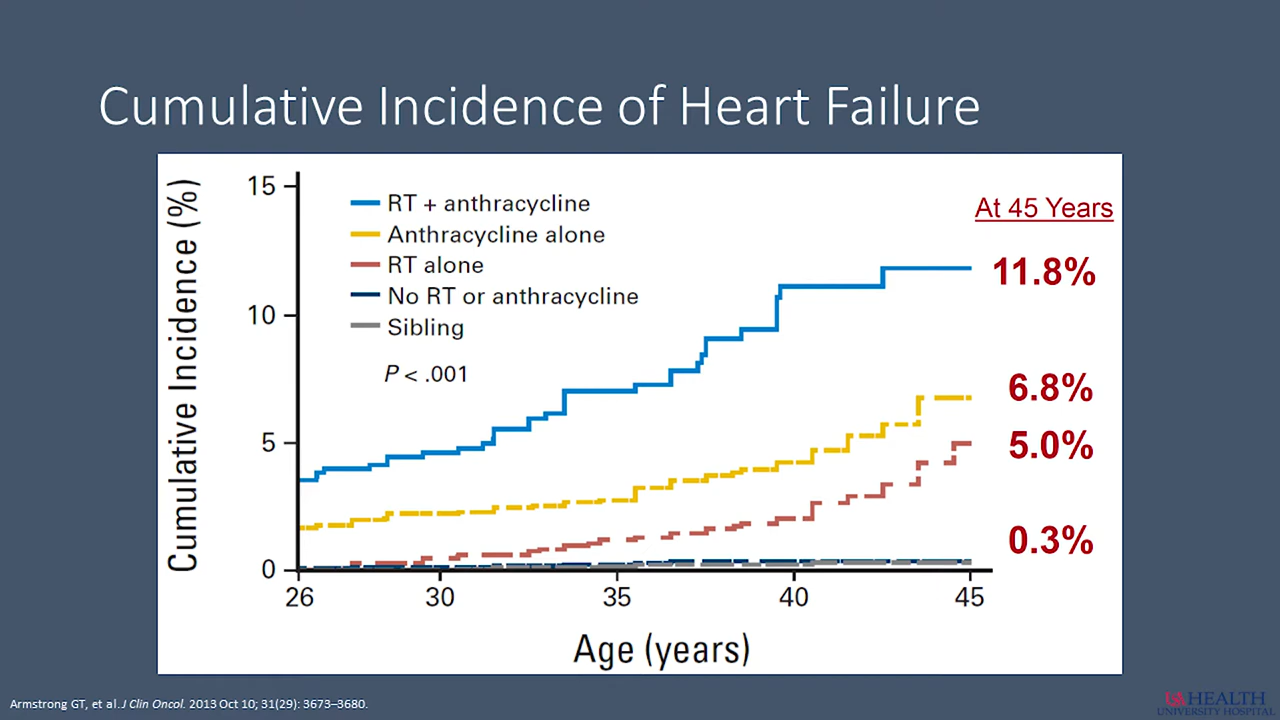 Cumulative Incidence of Heart Failure
Cumulative Incidence (%)
15
10
5
0
RT + anthracycline
Anthracycline alone
RT alone
No RT or anthracycline
Sibling
P < .001
At 45 Years
11.8%
6.8%
5.0%
0.3%
26
30
35
40
45
Age (years)
Armstrong GT, et al. J Clin Oncol. 2013 Oct 10; 31(29): 3673–3680.
HEALTH
UNIVERSITY HOSPITAL